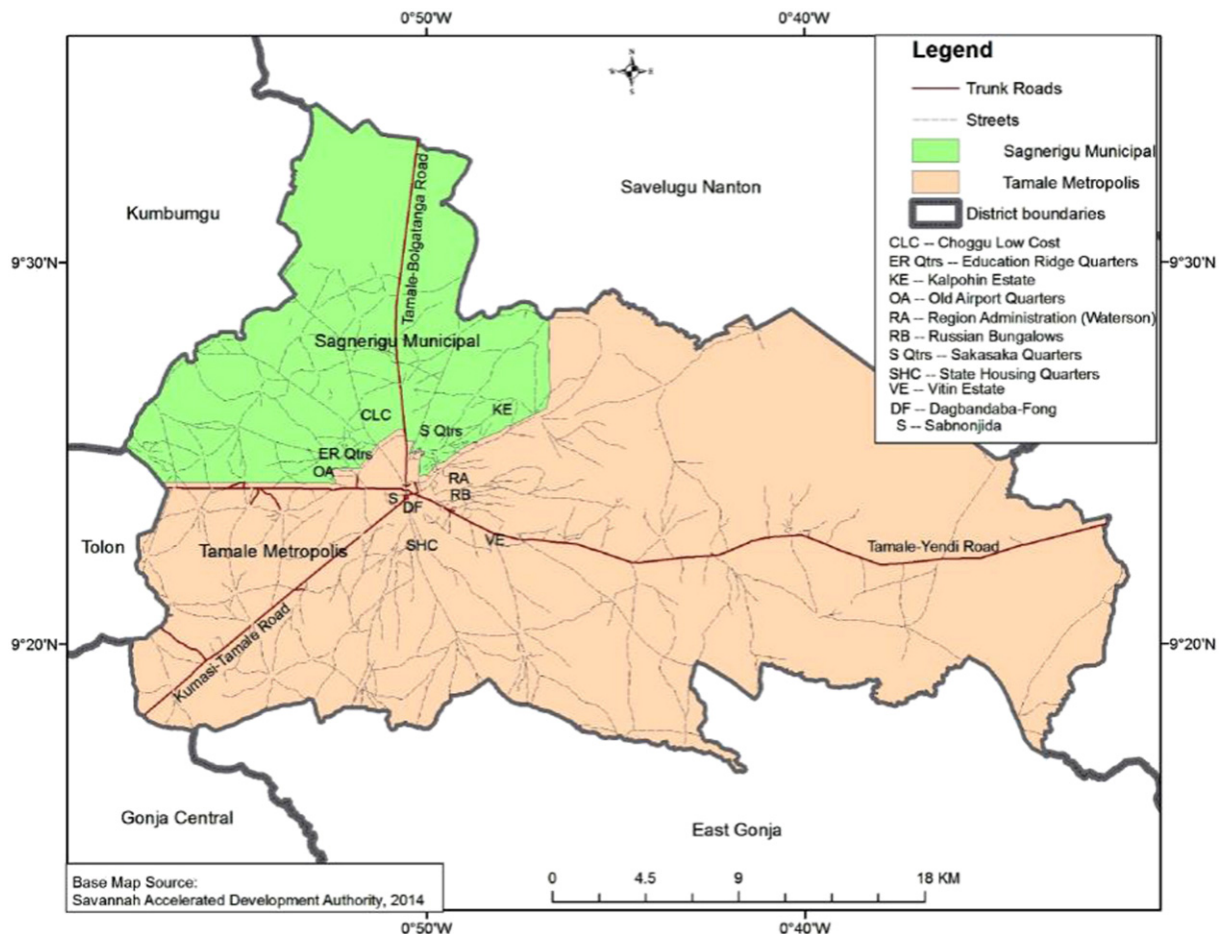 0°50'W
0°40'W
N
W
E
S
Legend
Trunk Roads
Streets
Sagnerigu Municipal
Tamale Metropolis
District boundaries
CLC -- Choggu Low Cost
ER Qtrs -- Education Ridge Quarters
KE -- Kalpohin Estate
OA -- Old Airport Quarters
RA -- Region Administration (Waterson)
RB -- Russian Bungalows
S Qtrs -- Sakasaka Quarters
SHC -- State Housing Quarters
VE -- Vitin Estate
DF -- Dagbandaba-Fong
S -- Sabnonjida
Kumbumgu
Savelugu Nanton
Tamale-Bolgatanga Road
9°30'N
9°30'N
Sagnerigu Municipal
CLC
KE
S Qtrs
ER Qtrs
OA
RA
RB
S
DF
SHC
VE
Tolon
Tamale Metropolis
Tamale-Yendi Road
Kumasi-Tamale Road
9°20'N
9°20'N
Gonja Central
East Gonja
Base Map Source:
Savannah Accelerated Development Authority, 2014
0
4.5
9
18 KM
0°50'W
0°40'W